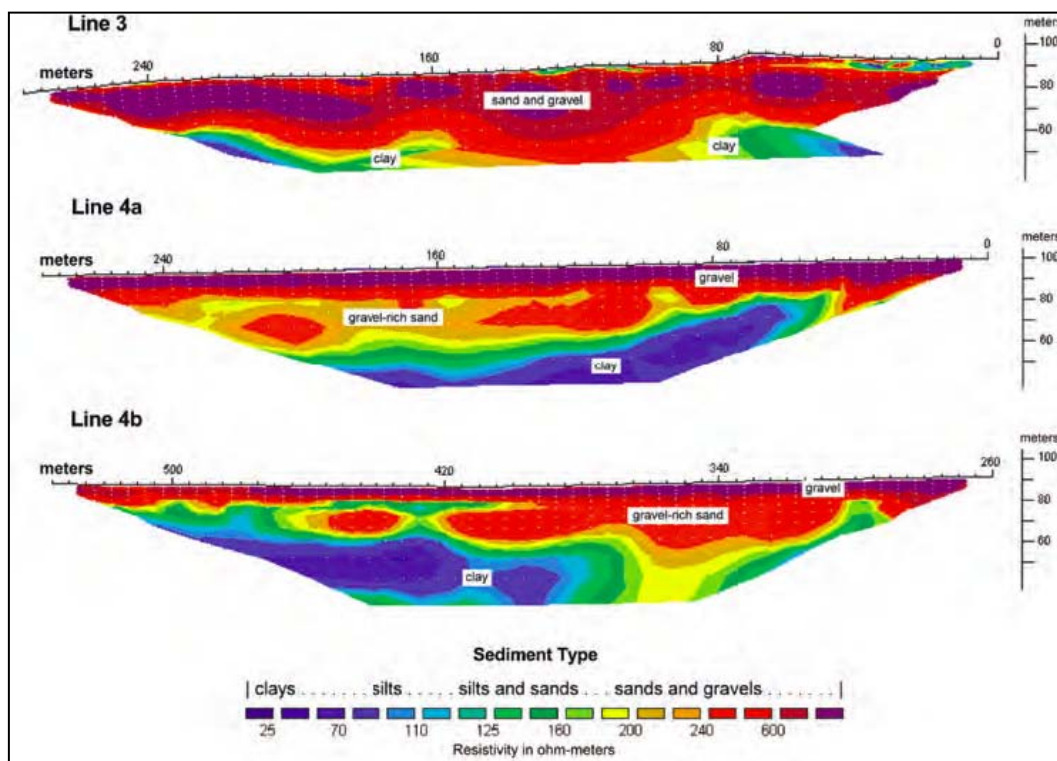 Line 3
meters
240
160
80
0
meters
100
80
60
sand and gravel
clay
clay
Line 4a
meters
240
160
80
0
meters
100
80
60
gravel
gravel-rich sand
clay
Line 4b
meters
500
420
340
260
meters
100
80
60
gravel
gravel-rich sand
clay
Sediment Type
| clays . . . . . . . silts . . . . . . silts and sands . . . sands and gravels . . . . . . . |
25 70 110 125 160 200 240 600
Resistivity in ohm-meters